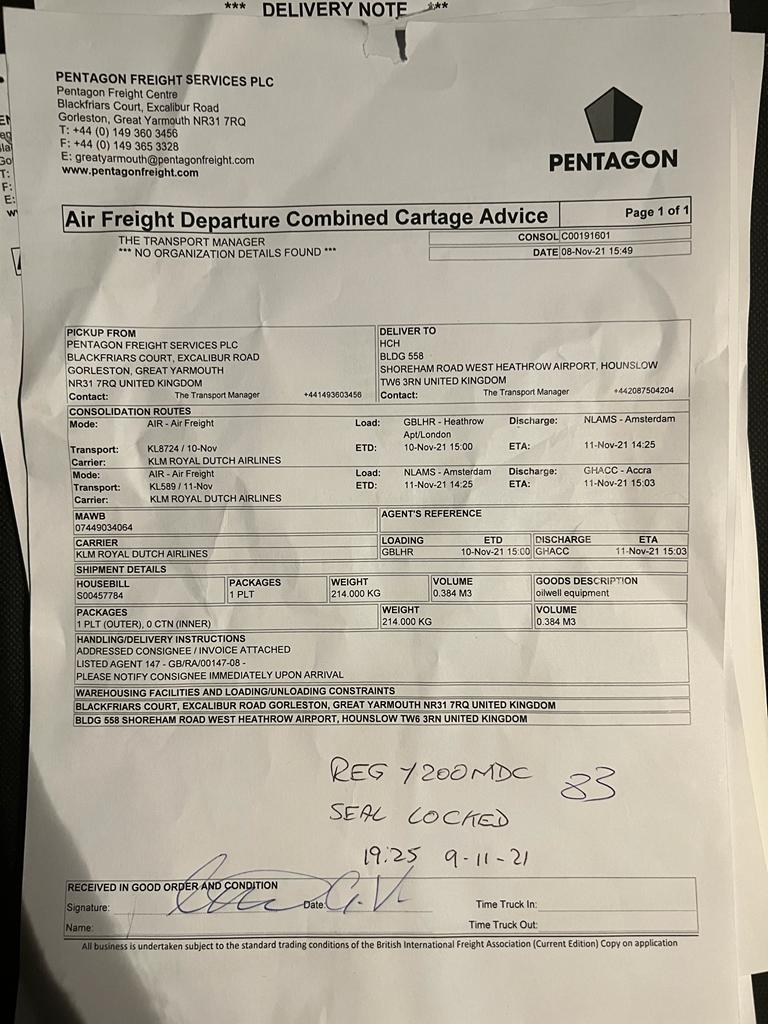 *** DELIVERY NOTE ***
PENTAGON FREIGHT SERVICES PLC
Pentagon Freight Centre
Blackfriars Court, Excalibur Road
Gorleston, Great Yarmouth NR31 7RQ
T: +44 (0) 149 360 3456
F: +44 (0) 149 365 3328
E: greatyarmouth@pentagonfreight.com
www.pentagonfreight.com
PENTAGON
Air Freight Departure Combined Cartage Advice Page 1 of 1
THE TRANSPORT MANAGER
*** NO ORGANIZATION DETAILS FOUND ***
CONSOL C00191601
DATE 08-Nov-21 15:49
PICKUP FROM
PENTAGON FREIGHT SERVICES PLC
BLACKFRIARS COURT, EXCALIBUR ROAD
GORLESTON, GREAT YARMOUTH
NR31 7RQ UNITED KINGDOM
Contact: The Transport Manager +441493603456
DELIVER TO
HCH
BLDG 558
SHOREHAM ROAD WEST HEATHROW AIRPORT, HOUNSLOW
TW6 3RN UNITED KINGDOM
Contact: The Transport Manager +442087504204
CONSOLIDATION ROUTES
Mode: AIR - Air Freight Load: GBLHR - Heathrow Apt/London Discharge: NLAMS - Amsterdam
Transport: KL8724 / 10-Nov ETD: 10-Nov-21 15:00 ETA: 11-Nov-21 14:25
Carrier: KLM ROYAL DUTCH AIRLINES
Mode: AIR - Air Freight Load: NLAMS - Amsterdam Discharge: GHACC - Accra
Transport: KL589 / 11-Nov ETD: 11-Nov-21 14:25 ETA: 11-Nov-21 15:03
Carrier: KLM ROYAL DUTCH AIRLINES
MAWB AGENT'S REFERENCE
07449034064
CARRIER LOADING ETD DISCHARGE ETA
KLM ROYAL DUTCH AIRLINES GBLHR 10-Nov-21 15:00 GHACC 11-Nov-21 15:03
SHIPMENT DETAILS
HOUSEBILL PACKAGES WEIGHT VOLUME GOODS DESCRIPTION
S00457784 1 PLT 214.000 KG 0.384 M3 oilwell equipment
PACKAGES WEIGHT VOLUME
1 PLT (OUTER), 0 CTN (INNER) 214.000 KG 0.384 M3
HANDLING/DELIVERY INSTRUCTIONS
ADDRESSED CONSIGNEE / INVOICE ATTACHED
LISTED AGENT 147 - GB/RA/00147-08 -
PLEASE NOTIFY CONSIGNEE IMMEDIATELY UPON ARRIVAL
WAREHOUSING FACILITIES AND LOADING/UNLOADING CONSTRAINTS
BLACKFRIARS COURT, EXCALIBUR ROAD GORLESTON, GREAT YARMOUTH NR31 7RQ UNITED KINGDOM
BLDG 558 SHOREHAM ROAD WEST HEATHROW AIRPORT, HOUNSLOW TW6 3RN UNITED KINGDOM
REG Y200MDC 83
SEAL LOCKED
19:25 9-11-21
RECEIVED IN GOOD ORDER AND CONDITION
Signature: Date: Time Truck In:
Name: Time Truck Out:
All business is undertaken subject to the standard trading conditions of the British International Freight Association (Current Edition) Copy on application